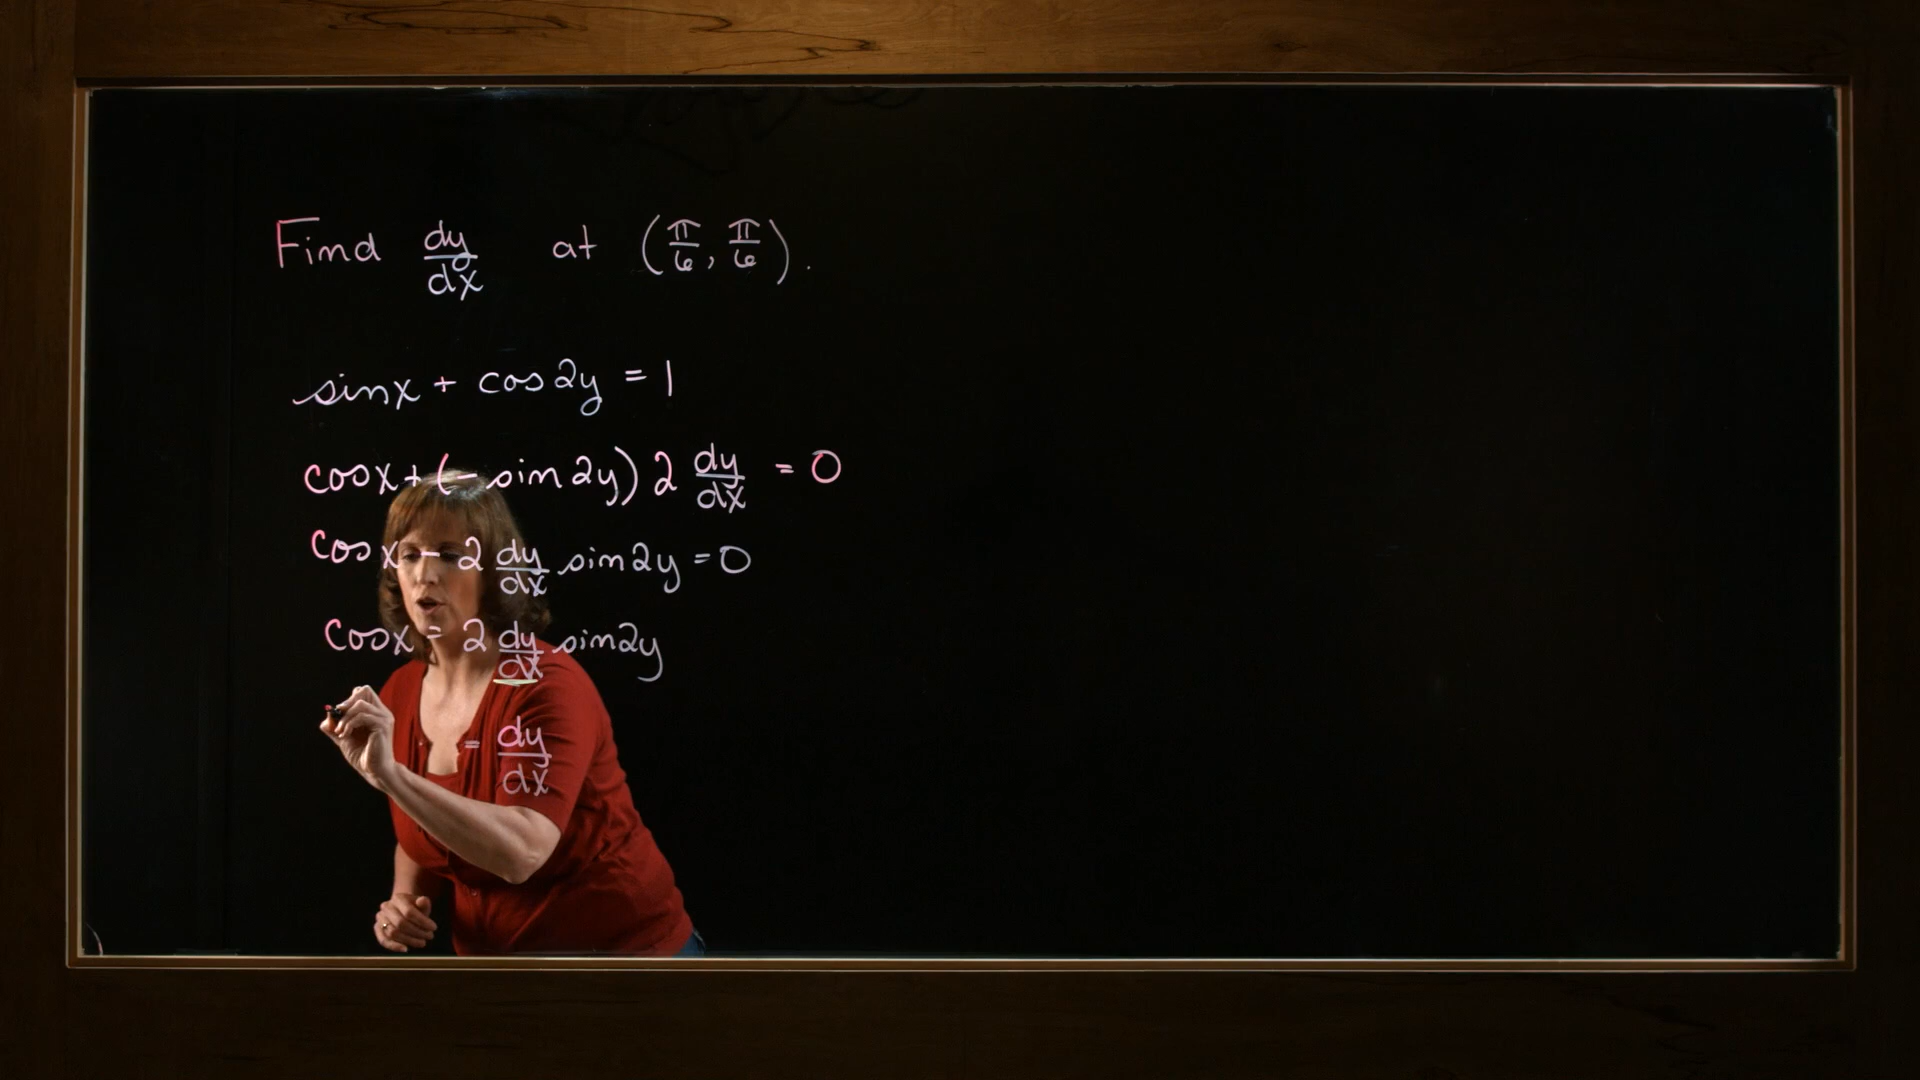 Find dy/dx at (π/6, π/6).
sinx + cos2y = 1
cosx + (-sin2y) 2 dy/dx = 0
cosx - 2 dy/dx sin2y = 0
cosx = 2 dy/dx sin2y
= dy/dx